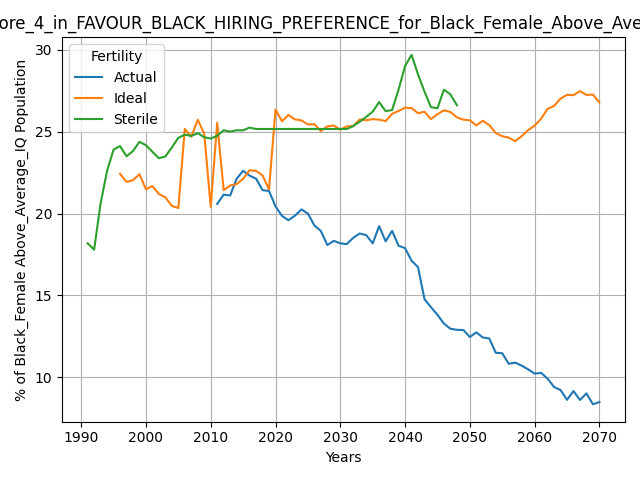 ore_4_in_FAVOUR_BLACK_HIRING_PREFERENCE_for_Black_Female_Above_Ave
% of Black_Female Above_Average_IQ Population
30
25
20
15
10
Fertility
Actual
Ideal
Sterile
1990 2000 2010 2020 2030 2040 2050 2060 2070
Years